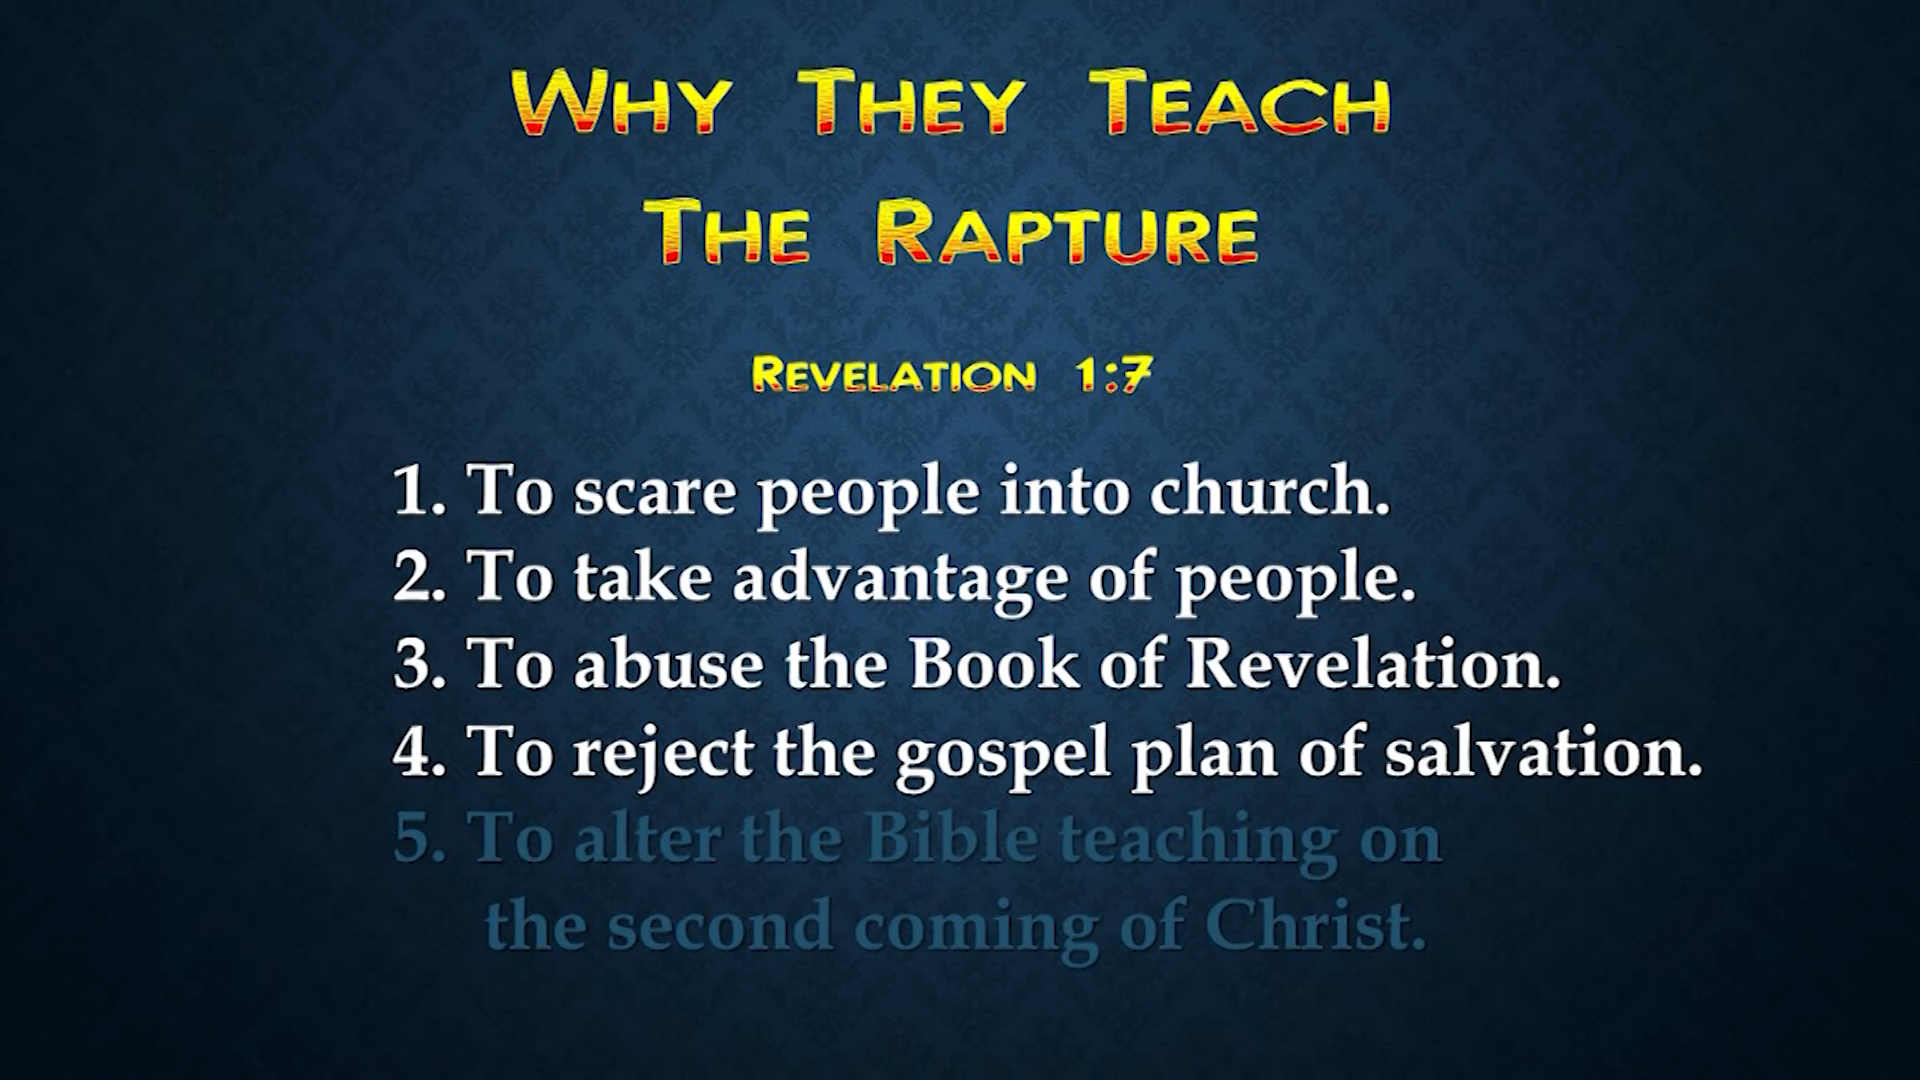 Why They Teach
The Rapture
Revelation 1:7
1. To scare people into church.
2. To take advantage of people.
3. To abuse the Book of Revelation.
4. To reject the gospel plan of salvation.
5. To alter the Bible teaching on
the second coming of Christ.